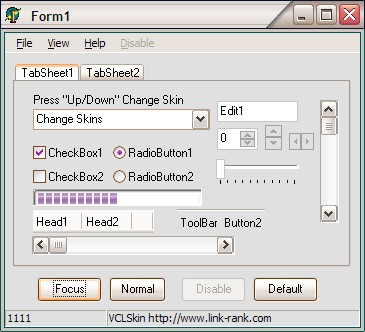 Form1
File View Help Disable
TabSheet1 TabSheet2
Press "Up/Down" Change Skin
Change Skins
Edit1
0
CheckBox1 RadioButton1
CheckBox2 RadioButton2
Head1 Head2 ToolBar Button2
Focus Normal Disable Default
1111 VCLSkin http://www.link-rank.com